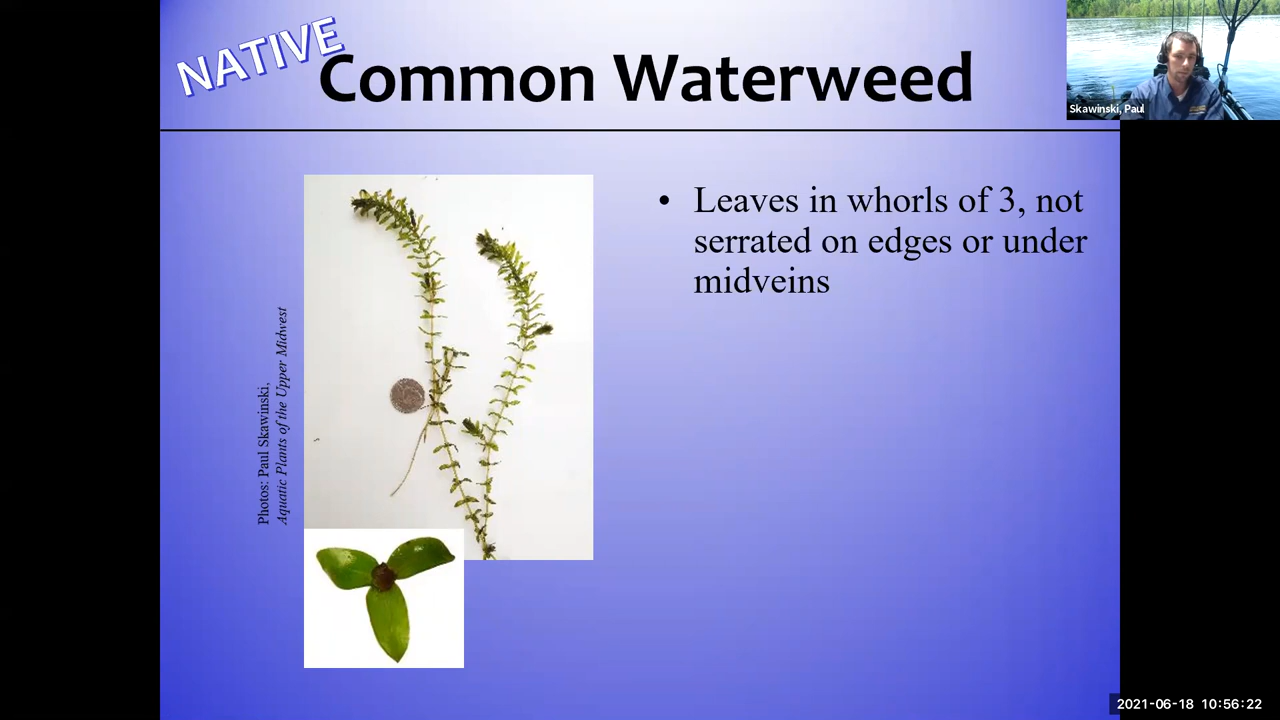 NATIVE
Common Waterweed
Skawinski, Paul
• Leaves in whorls of 3, not
serrated on edges or under
midveins
Photos: Paul Skawinski,
Aquatic Plants of the Upper Midwest
2021-06-18 10:56:22